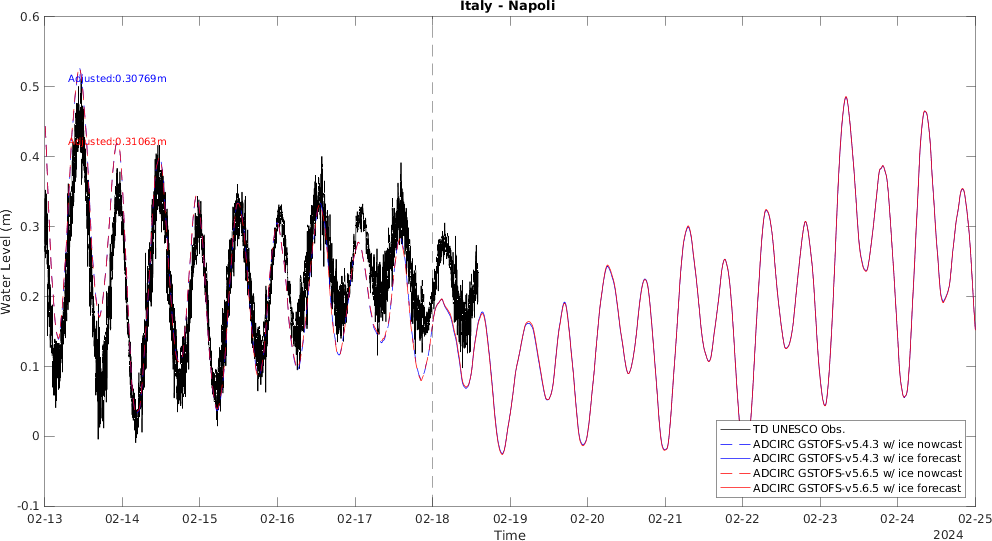 Italy - Napoli
0.6
0.5
0.4
0.3
0.2
0.1
0
-0.1
Water Level (m)
Adjusted:0.30769m
Adjusted:0.31063m
TD UNESCO Obs.
ADCIRC GSTOFS-v5.4.3 w/ ice nowcast
ADCIRC GSTOFS-v5.4.3 w/ ice forecast
ADCIRC GSTOFS-v5.6.5 w/ ice nowcast
ADCIRC GSTOFS-v5.6.5 w/ ice forecast
02-13 02-14 02-15 02-16 02-17 02-18 02-19 02-20 02-21 02-22 02-23 02-24 02-25
Time
2024